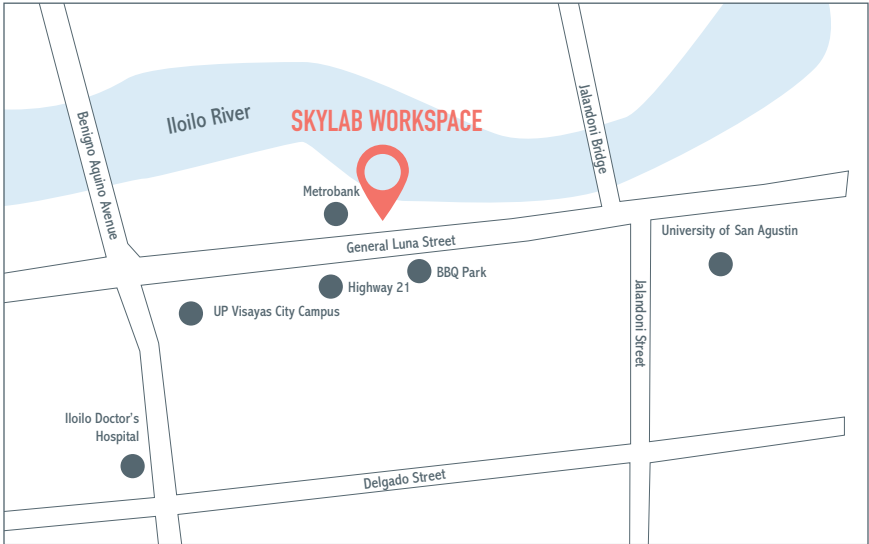 Benigno Aquino Avenue
Iloilo River
SKYLAB WORKSPACE
Jalandoni Bridge
Metrobank
General Luna Street
University of San Agustin
BBQ Park
Highway 21
UP Visayas City Campus
Jalandoni Street
Iloilo Doctor's
Hospital
Delgado Street